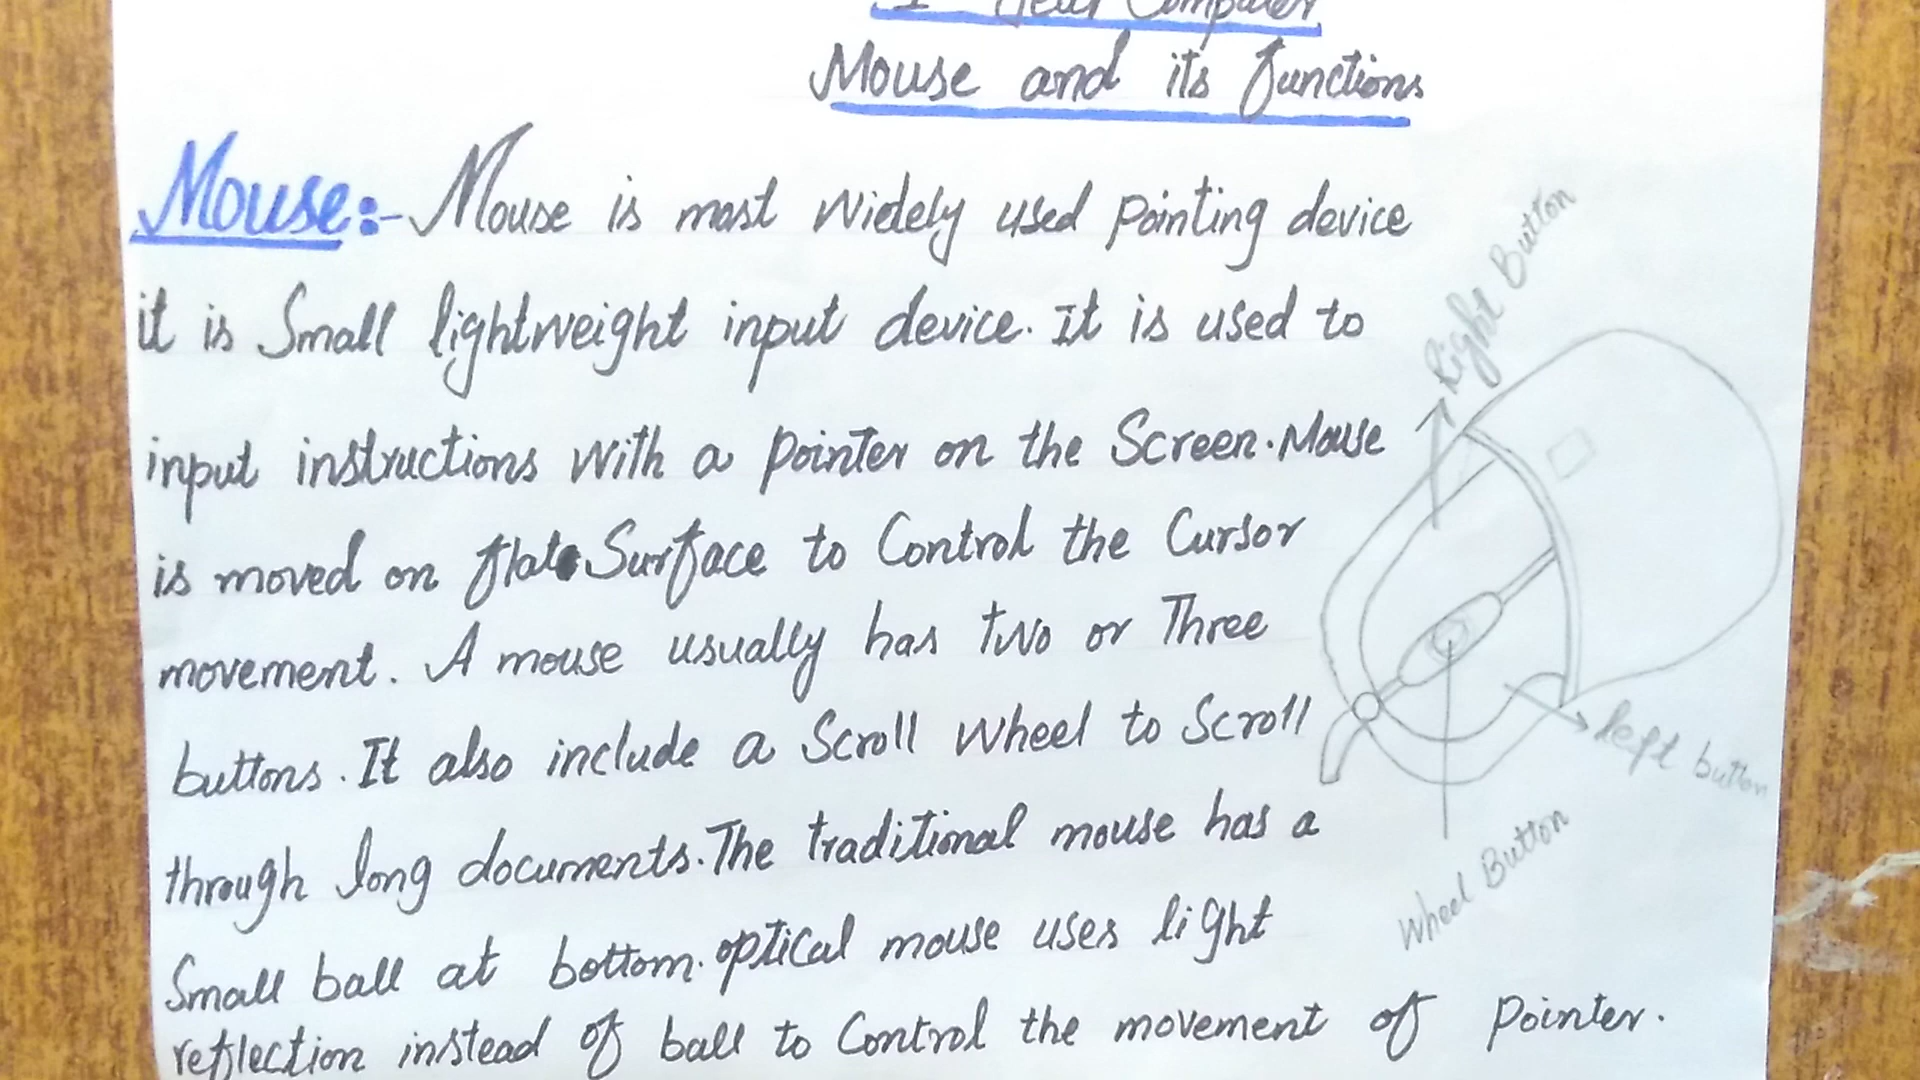 I Year Computer
Mouse and its functions
Mouse:- Mouse is most widely used pointing device
it is Small lightweight input device. It is used to
input instructions with a pointer on the Screen. Mouse
is moved on flat Surface to Control the Cursor
movement. A mouse usually has two or Three
buttons. It also include a Scroll wheel to Scroll
through long documents. The traditional mouse has a
Small ball at bottom. optical mouse uses light
reflection instead of ball to Control the movement of pointer.
Right Button
left button
Wheel Button